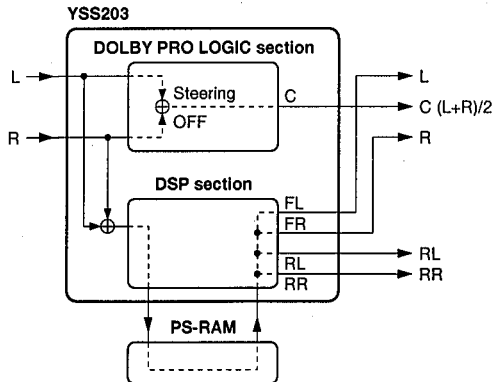 YSS203
DOLBY PRO LOGIC section
L
Steering
OFF
C
L
C (L+R)/2
R
R
DSP section
FL
FR
RL
RR
RL
RR
PS-RAM